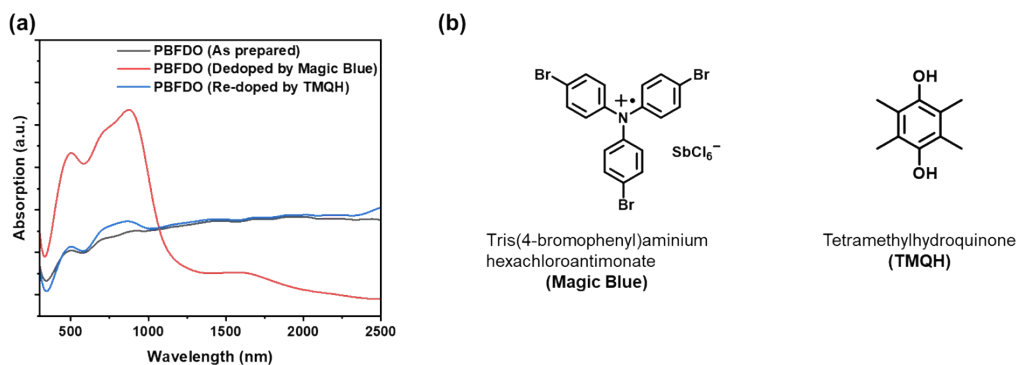 (a)
PBFDO (As prepared)
PBFDO (Dedoped by Magic Blue)
PBFDO (Re-doped by TMQH)
Absorption (a.u.)
500 1000 1500 2000 2500
Wavelength (nm)
(b)
Br
Br
+•
N
SbCl6−
Br
Tris(4-bromophenyl)aminium
hexachloroantimonate
(Magic Blue)
OH
OH
Tetramethylhydroquinone
(TMQH)